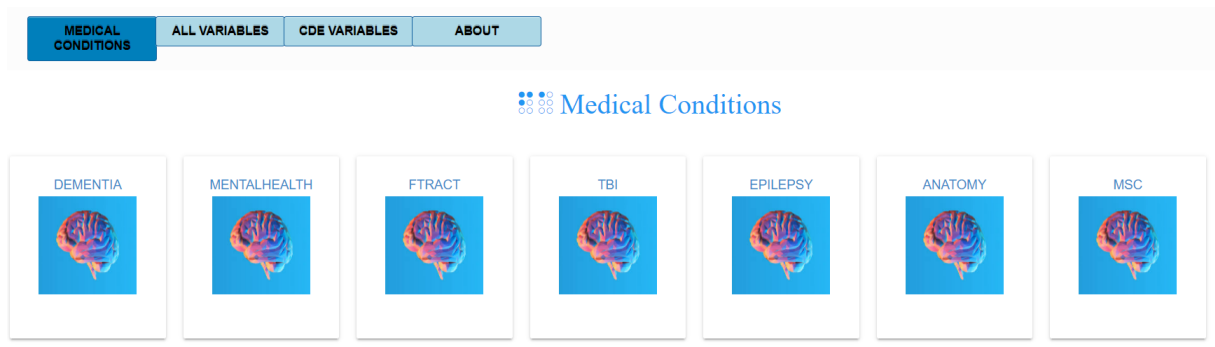 MEDICAL
CONDITIONS
ALL VARIABLES
CDE VARIABLES
ABOUT
Medical Conditions
DEMENTIA
MENTALHEALTH
FTRACT
TBI
EPILEPSY
ANATOMY
MSC